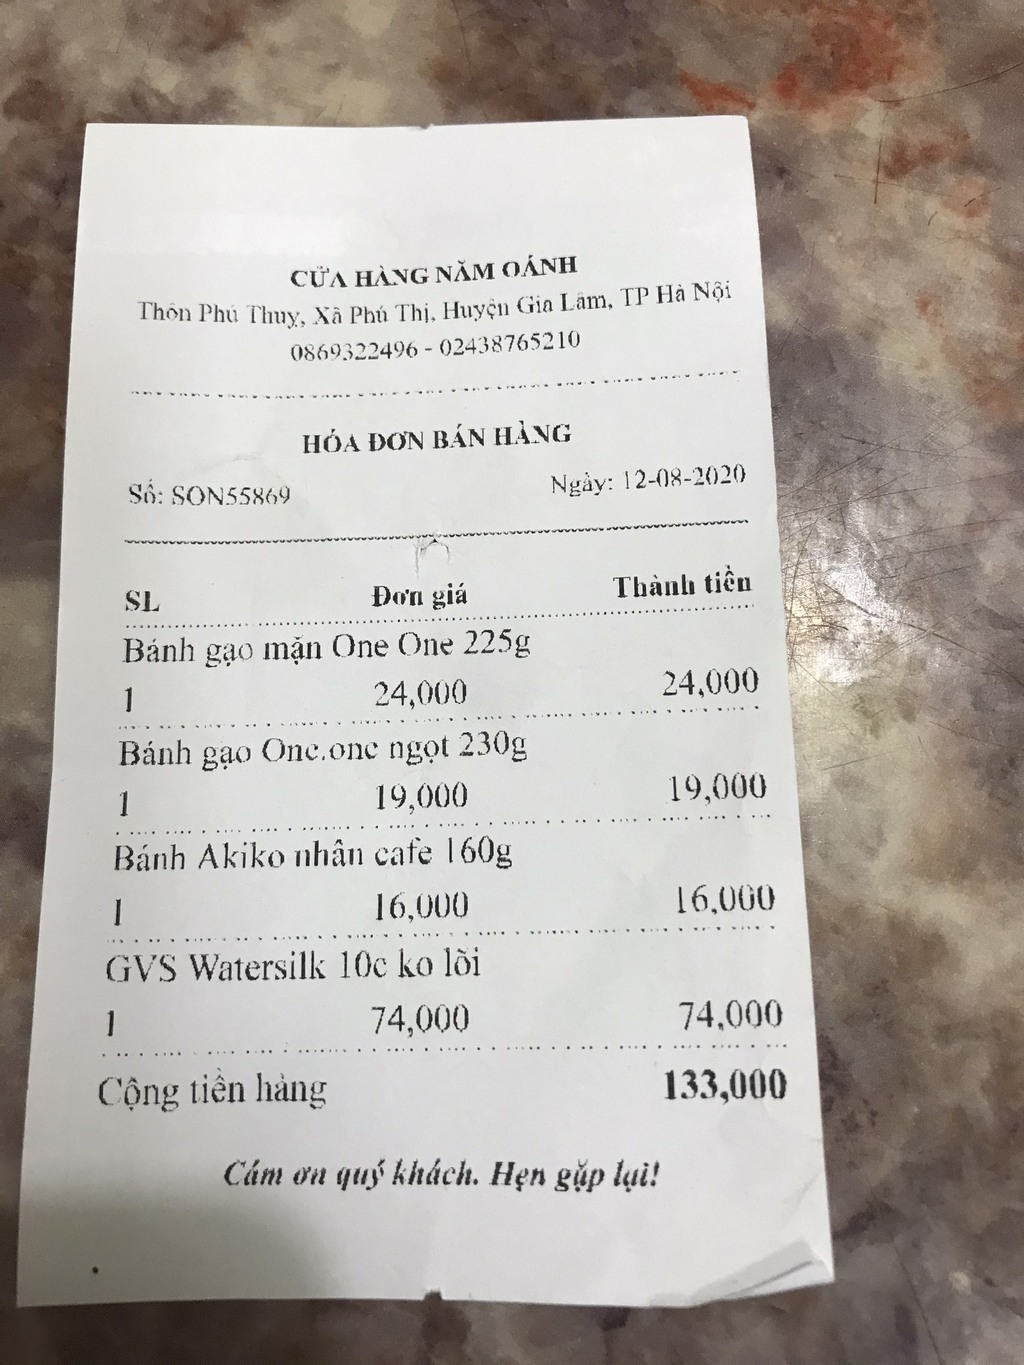 CỬA HÀNG NĂM OÁNH
Thôn Phú Thuỵ, Xã Phú Thị, Huyện Gia Lâm, TP Hà Nội
0869322496 - 02438765210
HÓA ĐƠN BÁN HÀNG
Số: SON55869 Ngày: 12-08-2020
SL Đơn giá Thành tiền
Bánh gạo mặn One One 225g
1 24,000 24,000
Bánh gạo One.one ngọt 230g
1 19,000 19,000
Bánh Akiko nhân cafe 160g
1 16,000 16,000
GVS Watersilk 10c ko lõi
1 74,000 74,000
Cộng tiền hàng 133,000
Cám ơn quý khách. Hẹn gặp lại!